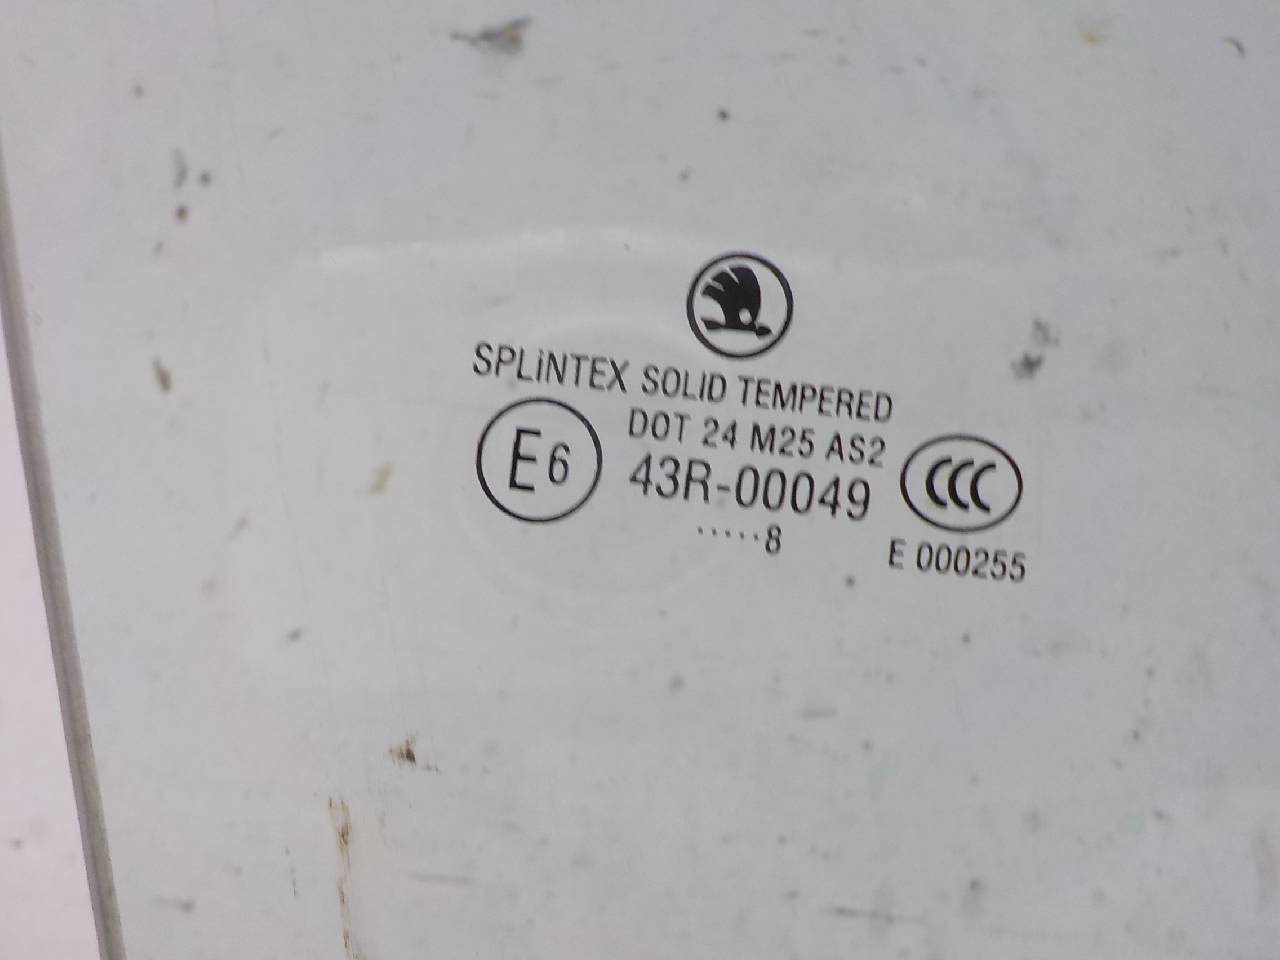 SPLiNTEX SOLID TEMPERED
DOT 24 M25 AS2
E6 43R-00049 CCC
·····8
E 000255